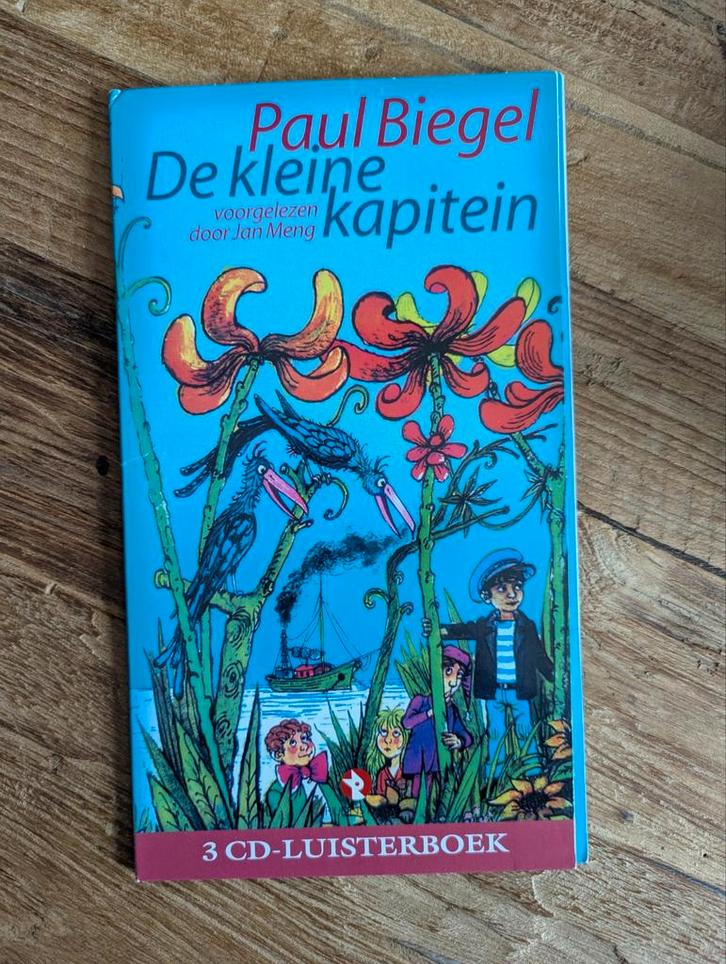 Paul Biegel
De kleine
voorgelezen
door Jan Meng
kapitein
3 CD-LUISTERBOEK